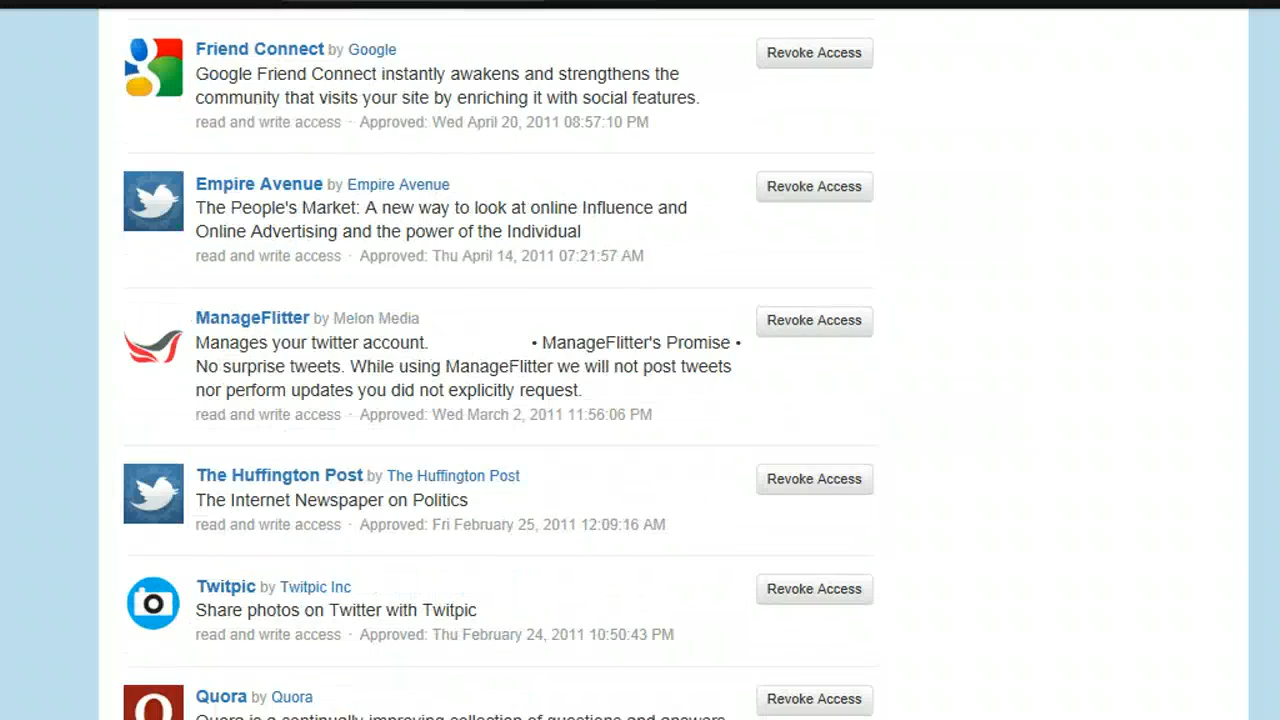 Friend Connect by Google
Revoke Access
Google Friend Connect instantly awakens and strengthens the
community that visits your site by enriching it with social features.
read and write access · Approved: Wed April 20, 2011 08:57:10 PM
Empire Avenue by Empire Avenue
Revoke Access
The People's Market: A new way to look at online Influence and
Online Advertising and the power of the Individual
read and write access · Approved: Thu April 14, 2011 07:21:57 AM
ManageFlitter by Melon Media
Revoke Access
Manages your twitter account. • ManageFlitter's Promise •
No surprise tweets. While using ManageFlitter we will not post tweets
nor perform updates you did not explicitly request.
read and write access · Approved: Wed March 2, 2011 11:56:06 PM
The Huffington Post by The Huffington Post
Revoke Access
The Internet Newspaper on Politics
read and write access · Approved: Fri February 25, 2011 12:09:16 AM
Twitpic by Twitpic Inc
Revoke Access
Share photos on Twitter with Twitpic
read and write access · Approved: Thu February 24, 2011 10:50:43 PM
Quora by Quora
Revoke Access
Quora is a continually improving collection of questions and answers